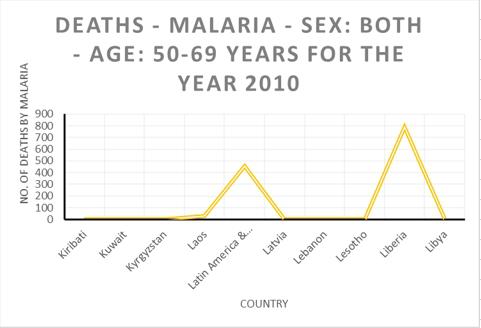 DEATHS - MALARIA - SEX: BOTH
- AGE: 50-69 YEARS FOR THE
YEAR 2010
NO. OF DEATHS BY MALARIA
900
800
700
600
500
400
300
200
100
0
Kiribati
Kuwait
Kyrgyzstan
Laos
Latin America &...
Latvia
Lebanon
Lesotho
Liberia
Libya
COUNTRY